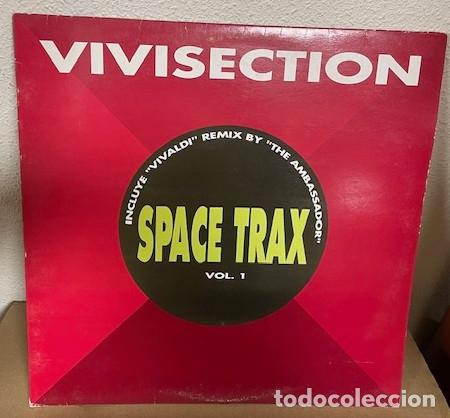 VIVISECTION
INCLUYE "VIVALDI" REMIX BY "THE AMBASSADOR"
SPACE TRAX
VOL. 1
todocoleccion